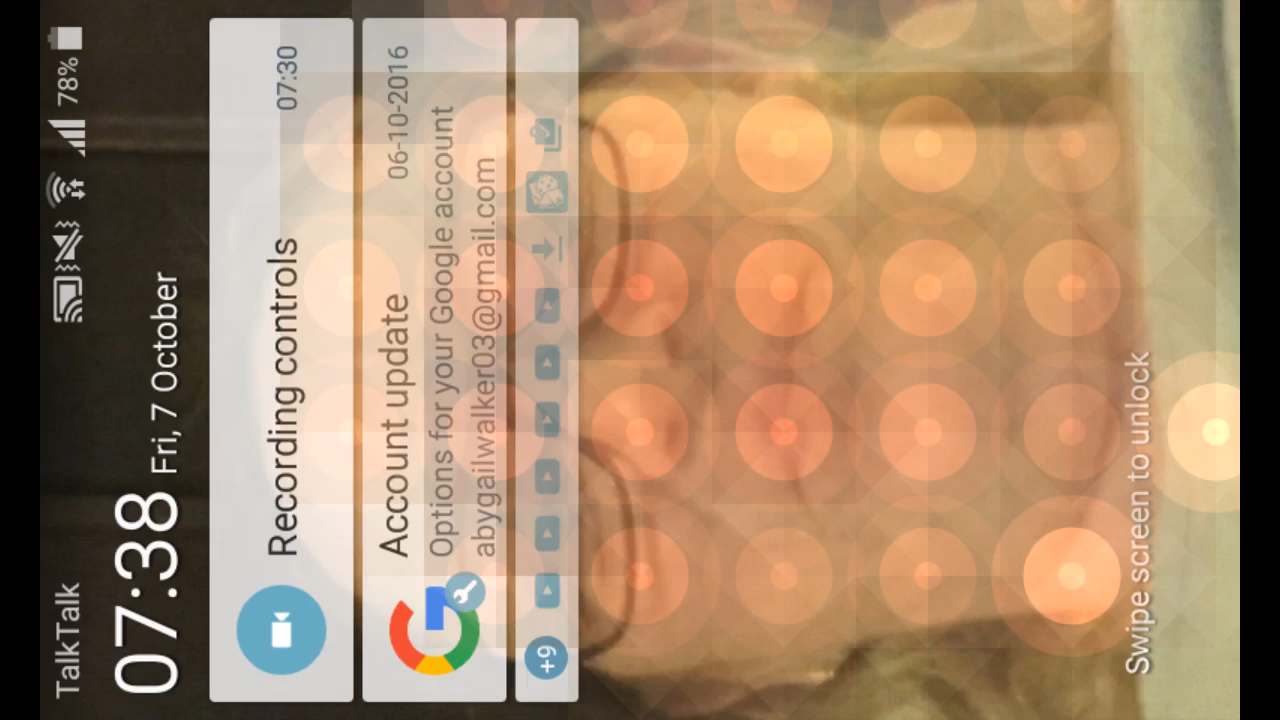 TalkTalk 78%
07:38 Fri, 7 October
Recording controls 07:30
Account update 06-10-2016
Options for your Google account
abygailwalker03@gmail.com
+9
Swipe screen to unlock